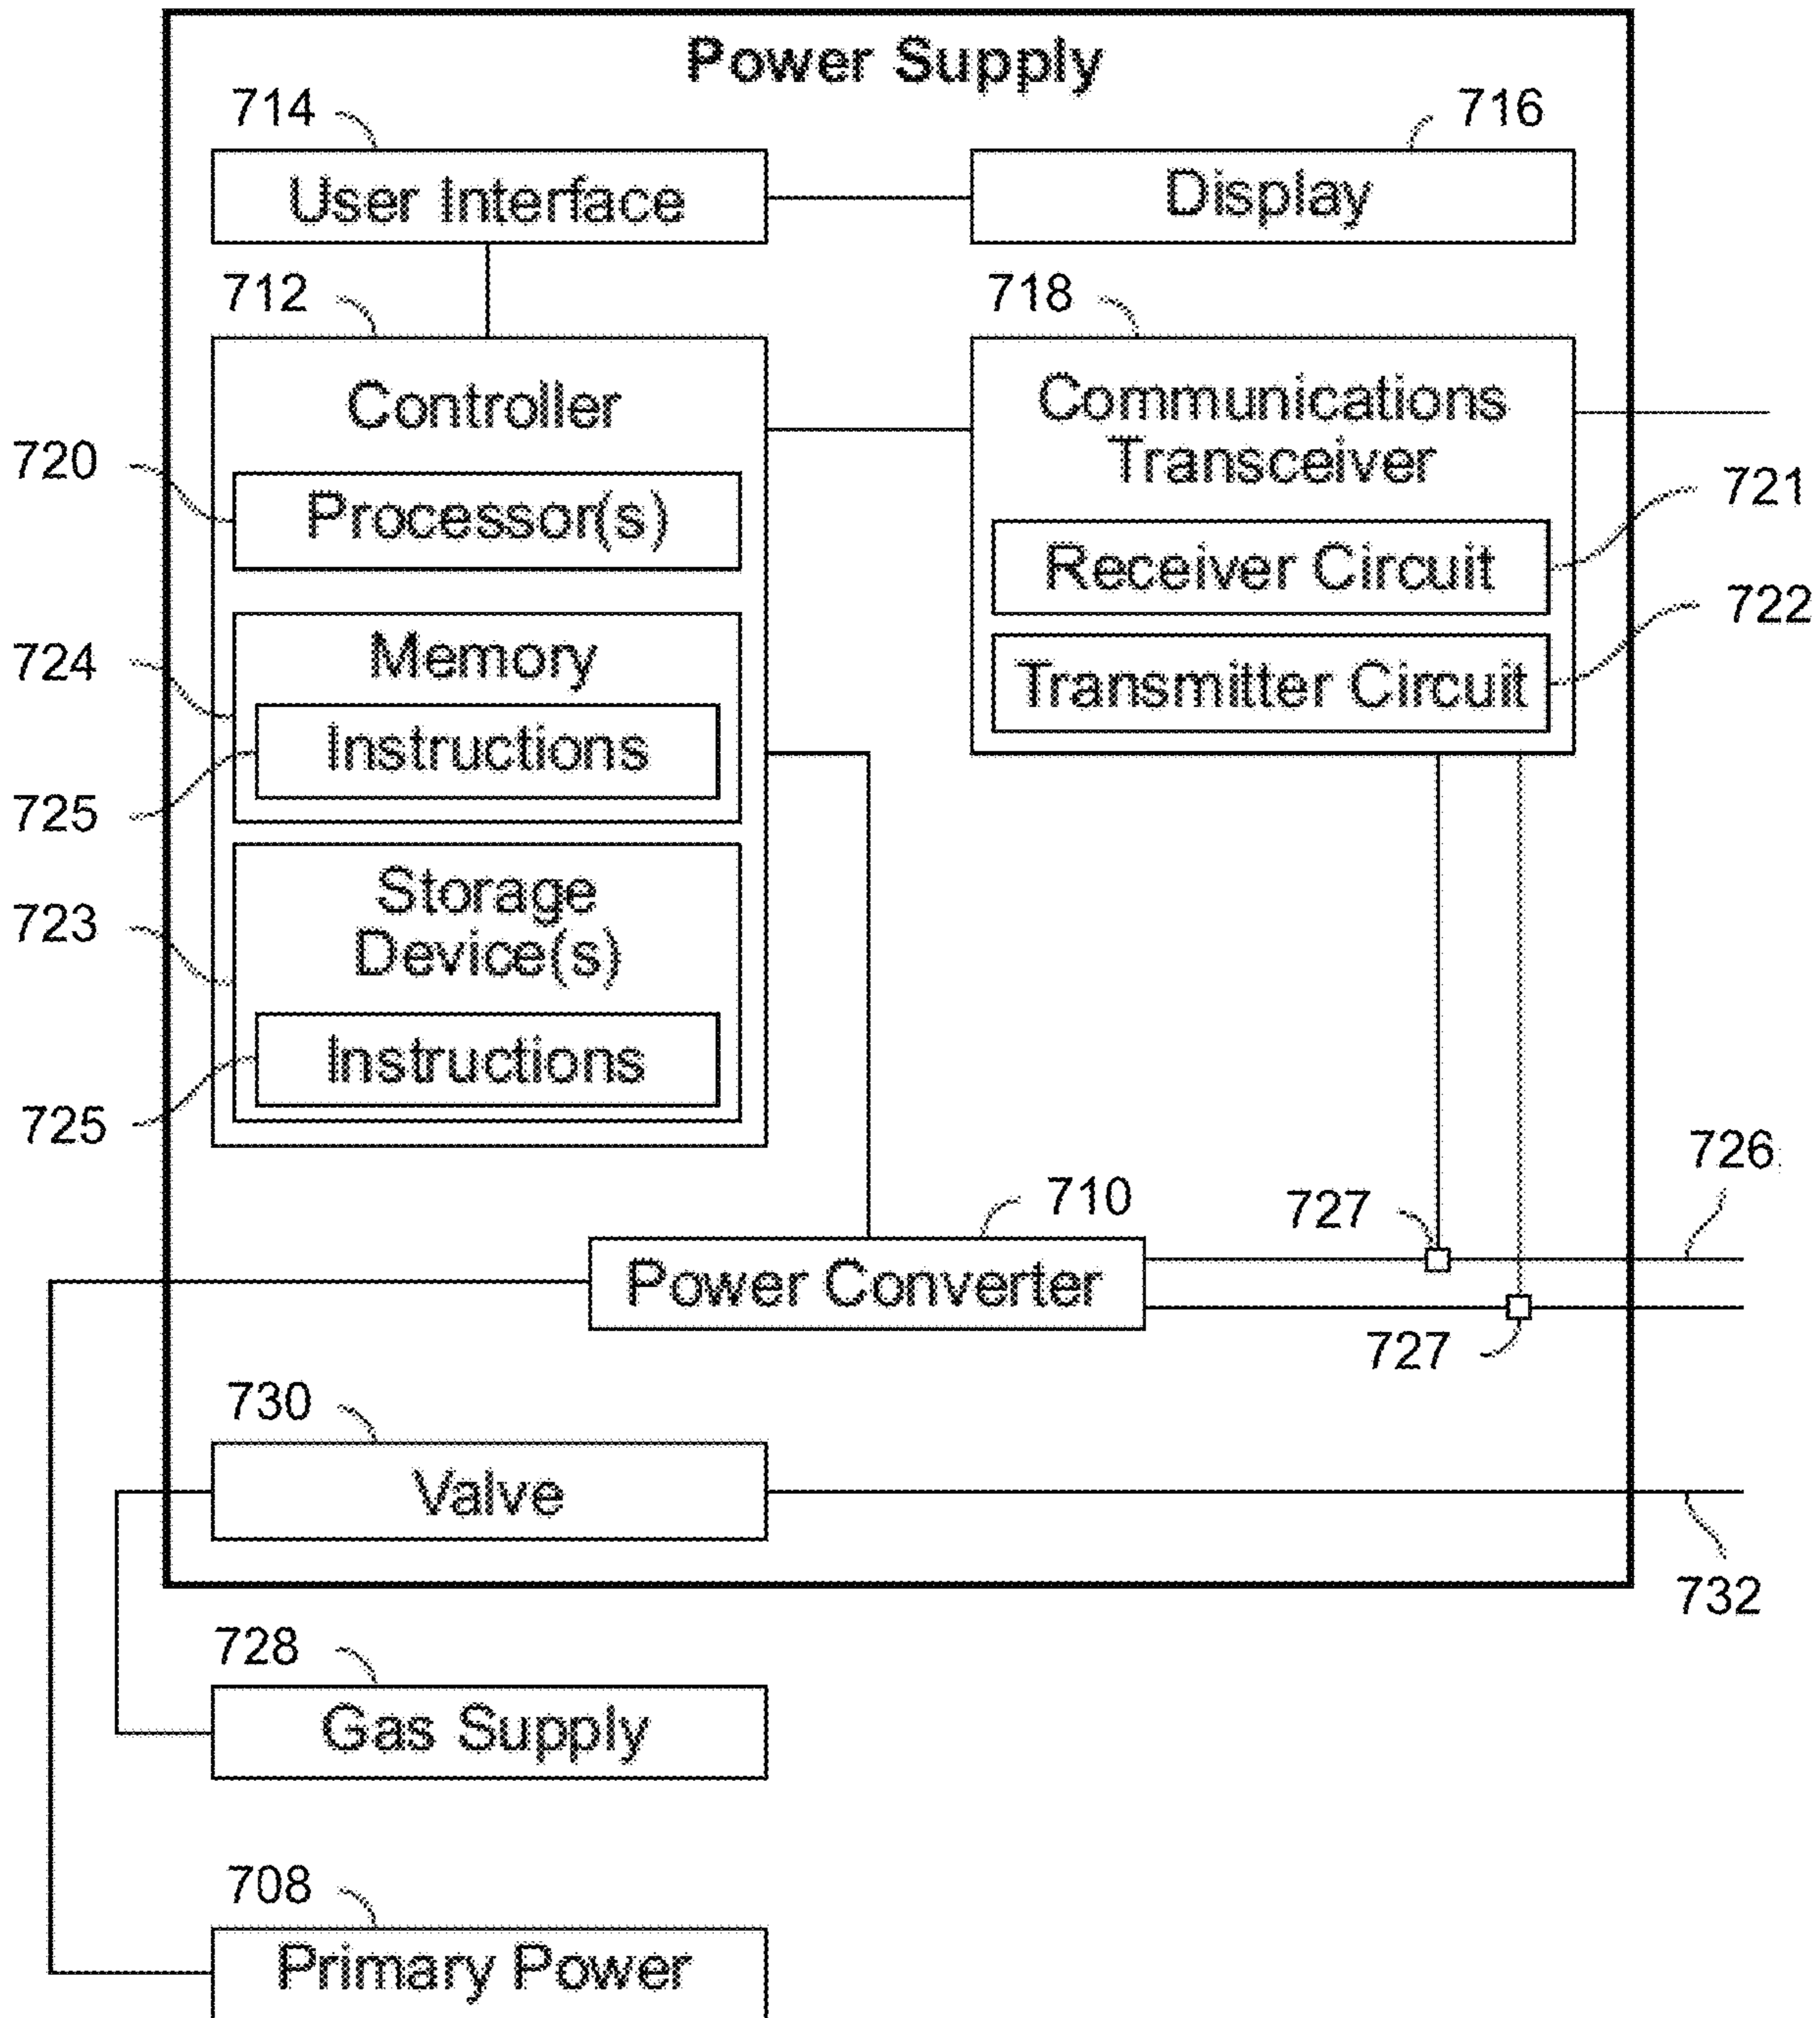 Power Supply
714
716
User Interface
Display
712
718
Controller
Communications
Transceiver
720
Processor(s)
721
Receiver Circuit
722
724
Memory
Transmitter Circuit
Instructions
725
Storage
Device(s)
723
Instructions
725
726
710
727
Power Converter
727
730
Valve
732
728
Gas Supply
708
Primary Power